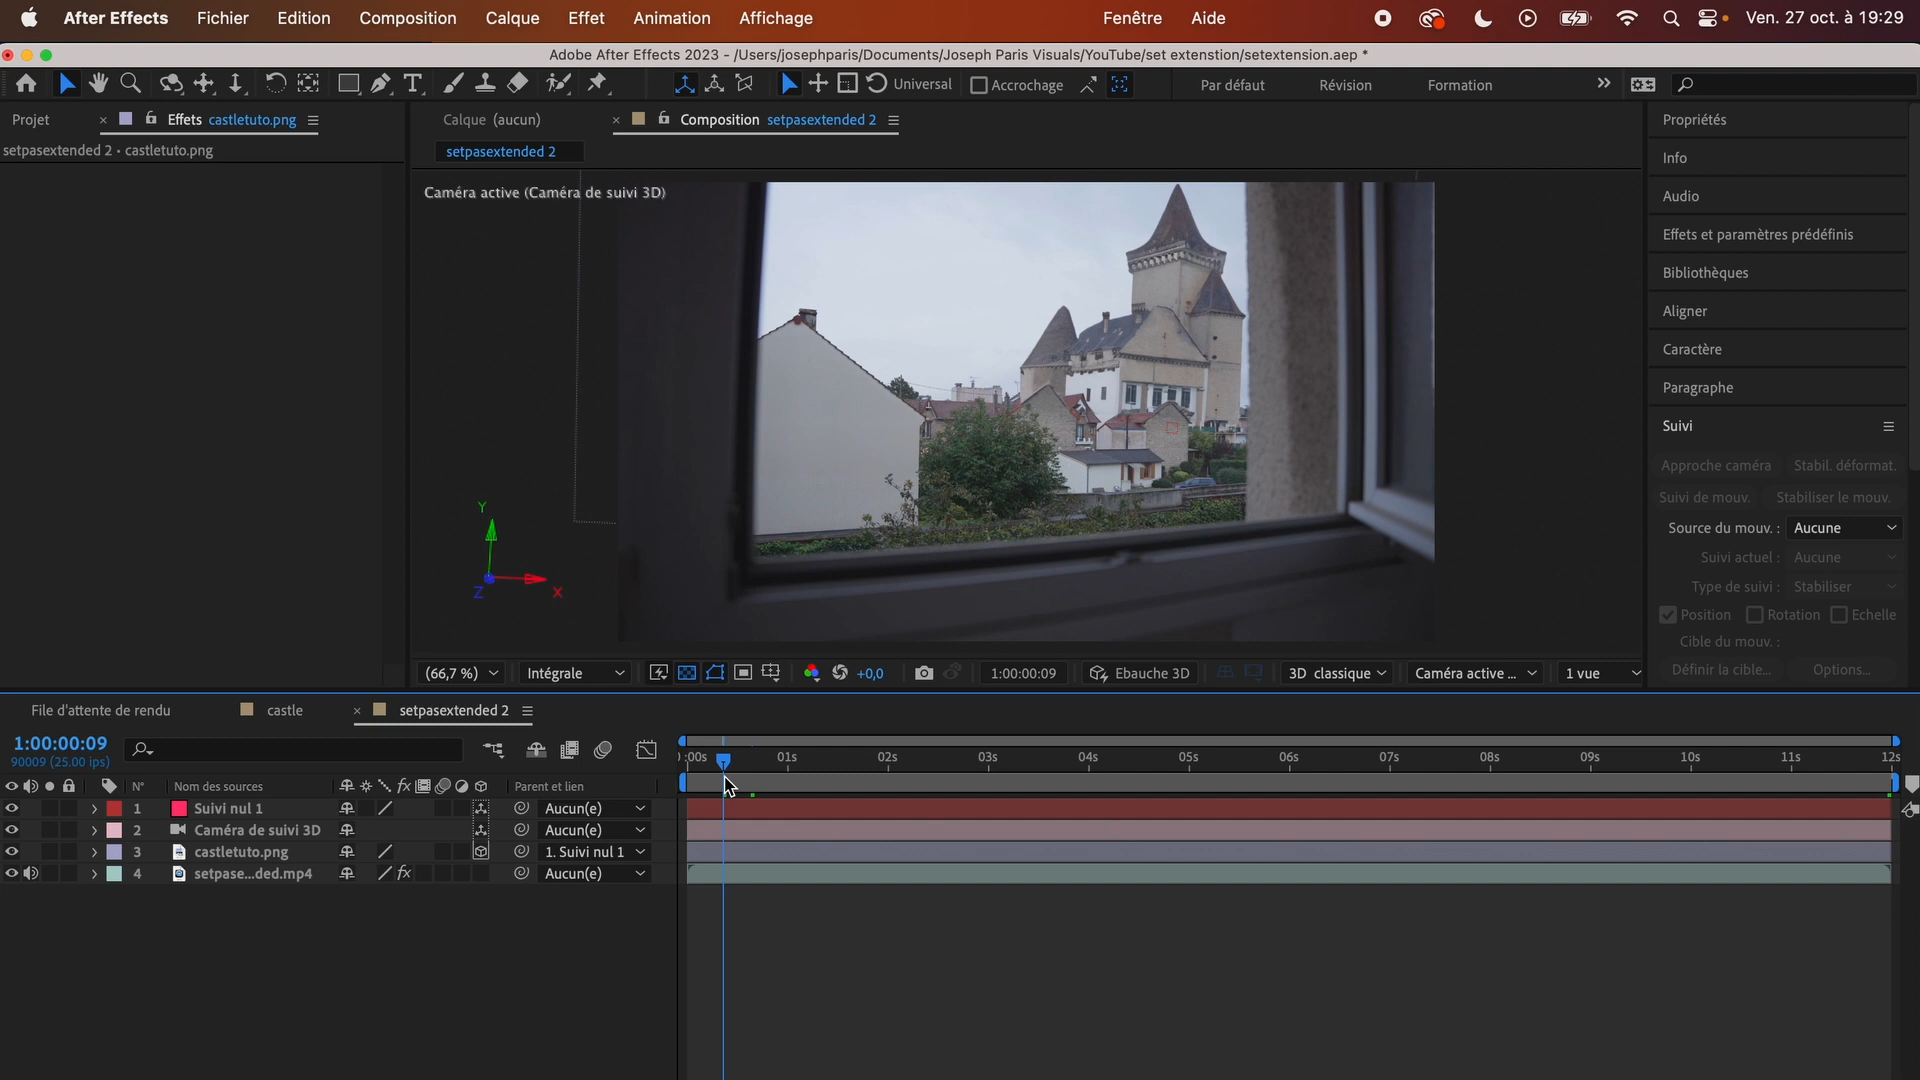 After Effects Fichier Edition Composition Calque Effet Animation Affichage Fenêtre Aide Ven. 27 oct. à 19:29
Adobe After Effects 2023 - /Users/josephparis/Documents/Joseph Paris Visuals/YouTube/set extenstion/setextension.aep *
Universal Accrochage Par défaut Révision Formation
Projet Effets castletuto.png
setpasextended 2 • castletuto.png
Calque (aucun) Composition setpasextended 2
setpasextended 2
Caméra active (Caméra de suivi 3D)
Y
Z X
(66,7 %) Intégrale +0,0 1:00:00:09 Ebauche 3D 3D classique Caméra active ... 1 vue
Propriétés
Info
Audio
Effets et paramètres prédéfinis
Bibliothèques
Aligner
Caractère
Paragraphe
Suivi
Approche caméra Stabil. déformat.
Suivi de mouv. Stabiliser le mouv.
Source du mouv. : Aucune
Suivi actuel : Aucune
Type de suivi : Stabiliser
Position Rotation Echelle
Cible du mouv. :
Définir la cible... Options...
File d'attente de rendu castle setpasextended 2
1:00:00:09
90009 (25.00 ips)
:00s 01s 02s 03s 04s 05s 06s 07s 08s 09s 10s 11s 12s
N° Nom des sources fx Parent et lien
1 Suivi nul 1 Aucun(e)
2 Caméra de suivi 3D Aucun(e)
3 castletuto.png 1. Suivi nul 1
4 setpase...ded.mp4 fx Aucun(e)